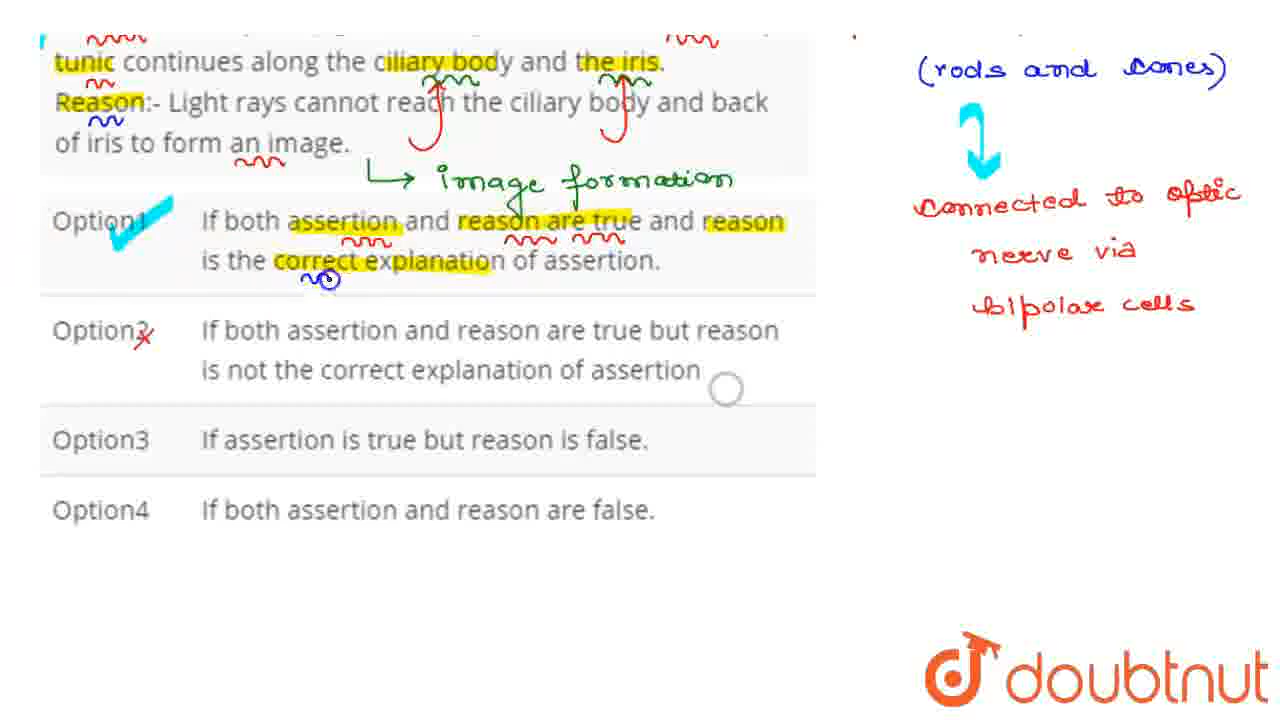 tunic continues along the ciliary body and the iris.
Reason:- Light rays cannot reach the ciliary body and back
of iris to form an image.
image formation
Option1 If both assertion and reason are true and reason
is the correct explanation of assertion.
Option2 If both assertion and reason are true but reason
is not the correct explanation of assertion
Option3 If assertion is true but reason is false.
Option4 If both assertion and reason are false.
(rods and cones)
connected to optic
nerve via
bipolar cells
doubtnut